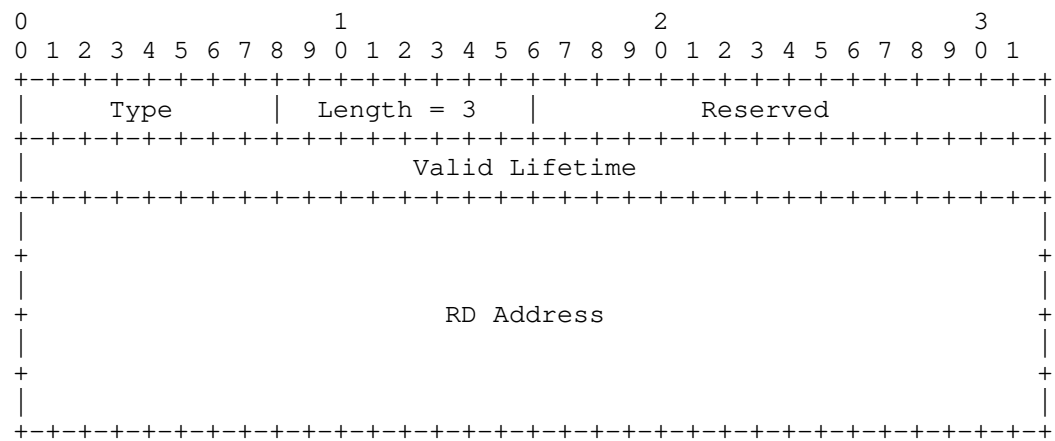 0                   1                   2                   3
0 1 2 3 4 5 6 7 8 9 0 1 2 3 4 5 6 7 8 9 0 1 2 3 4 5 6 7 8 9 0 1
+-+-+-+-+-+-+-+-+-+-+-+-+-+-+-+-+-+-+-+-+-+-+-+-+-+-+-+-+-+-+-+-+
|     Type      |  Length = 3   |          Reserved             |
+-+-+-+-+-+-+-+-+-+-+-+-+-+-+-+-+-+-+-+-+-+-+-+-+-+-+-+-+-+-+-+-+
|                        Valid Lifetime                         |
+-+-+-+-+-+-+-+-+-+-+-+-+-+-+-+-+-+-+-+-+-+-+-+-+-+-+-+-+-+-+-+-+
|                                                               |
+                                                               +
|                                                               |
+                          RD Address                           +
|                                                               |
+                                                               +
|                                                               |
+-+-+-+-+-+-+-+-+-+-+-+-+-+-+-+-+-+-+-+-+-+-+-+-+-+-+-+-+-+-+-+-+